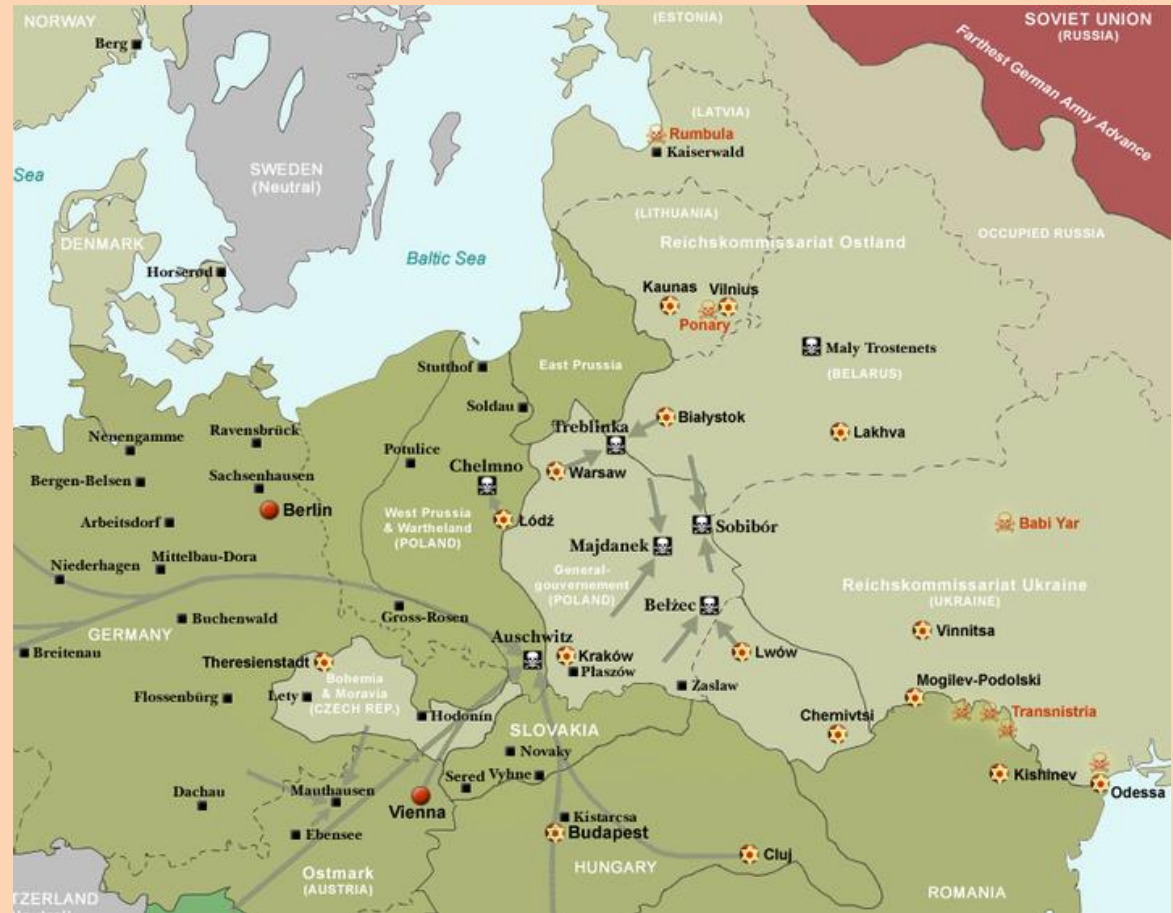 NORWAY
Berg
(ESTONIA)
SOVIET UNION
(RUSSIA)
Farthest German Army Advance
(LATVIA)
Rumbula
Kaiserwald
SWEDEN
(Neutral)
Sea
(LITHUANIA)
Reichskommissariat Ostland
OCCUPIED RUSSIA
DENMARK
Baltic Sea
Horserød
Kaunas
Vilnius
Ponary
Maly Trostenets
(BELARUS)
Stutthof
East Prussia
Soldau
Białystok
Lakhva
Treblinka
Neuengamme
Ravensbrück
Potulice
Chelmno
Warsaw
Bergen-Belsen
Sachsenhausen
Berlin
Arbeitsdorf
West Prussia
& Wartheland
(POLAND)
Łódź
Sobibór
Babi Yar
Majdanek
Niederhagen
Mittelbau-Dora
General-
gouvernement
(POLAND)
Reichskommissariat Ukraine
(UKRAINE)
Buchenwald
Gross-Rosen
Bełżec
GERMANY
Auschwitz
Vinnitsa
Breitenau
Theresienstadt
Kraków
Płaszów
Lwów
Bohemia
& Moravia
(CZECH REP.)
Flossenbürg
Lety
Zaslaw
Mogilev-Podolski
Hodonín
Chernivtsi
Transnistria
SLOVAKIA
Novaky
Sered
Vyhne
Kishinev
Dachau
Mauthausen
Vienna
Odessa
Kistarcsa
Budapest
Ebensee
Cluj
HUNGARY
Ostmark
(AUSTRIA)
ROMANIA
TZERLAND